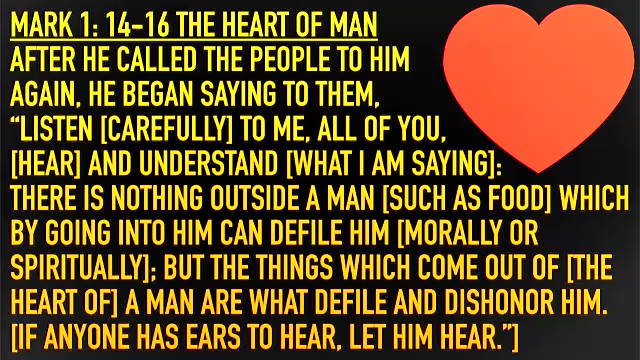 MARK 1: 14-16 THE HEART OF MAN
AFTER HE CALLED THE PEOPLE TO HIM
AGAIN, HE BEGAN SAYING TO THEM,
“LISTEN [CAREFULLY] TO ME, ALL OF YOU,
[HEAR] AND UNDERSTAND [WHAT I AM SAYING]:
THERE IS NOTHING OUTSIDE A MAN [SUCH AS FOOD] WHICH
BY GOING INTO HIM CAN DEFILE HIM [MORALLY OR
SPIRITUALLY]; BUT THE THINGS WHICH COME OUT OF [THE
HEART OF] A MAN ARE WHAT DEFILE AND DISHONOR HIM.
[IF ANYONE HAS EARS TO HEAR, LET HIM HEAR.”]